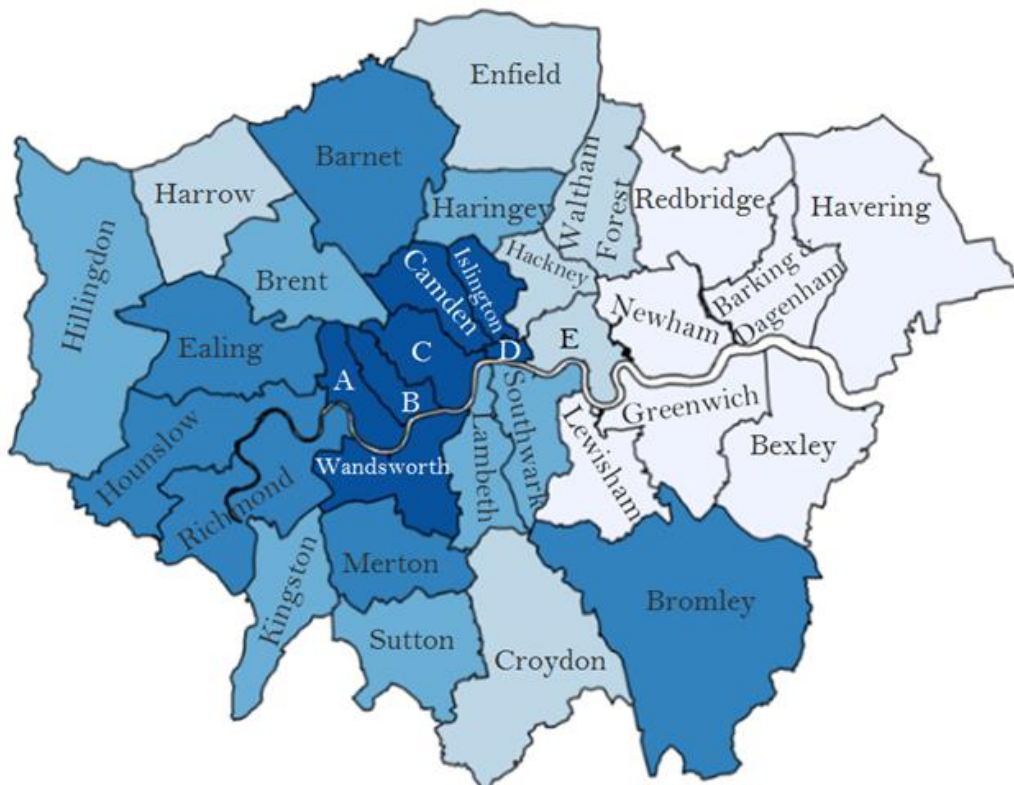 Enfield
Barnet
Harrow
Haringey
Waltham
Forest
Redbridge
Havering
Hillingdon
Brent
Camden
Islington
Hackney
Newham
Barking &
Dagenham
Ealing
A
B
C
D
E
Hounslow
Richmond
Wandsworth
Lambeth
Southwark
Lewisham
Greenwich
Bexley
Kingston
Merton
Sutton
Croydon
Bromley